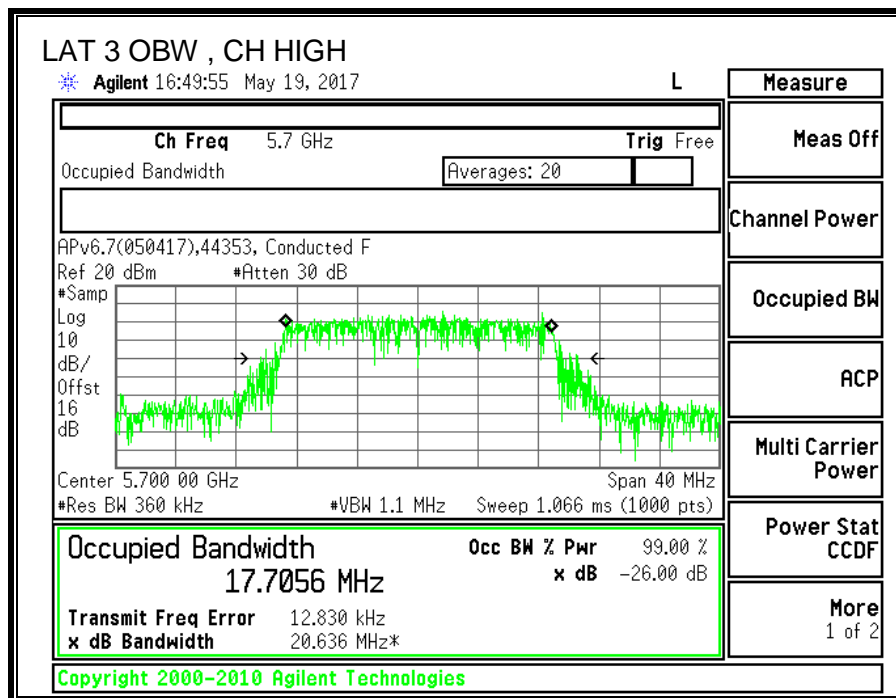 LAT 3 OBW , CH HIGH
Agilent 16:49:55 May 19, 2017 L
Measure
Ch Freq 5.7 GHz Trig Free
Occupied Bandwidth Averages: 20
APv6.7(050417),44353, Conducted F
Ref 20 dBm #Atten 30 dB
#Samp
Log
10
dB/
Offst
16
dB
Center 5.700 00 GHz Span 40 MHz
#Res BW 360 kHz #VBW 1.1 MHz Sweep 1.066 ms (1000 pts)
Occupied Bandwidth
17.7056 MHz
Occ BW % Pwr 99.00 %
x dB -26.00 dB
Transmit Freq Error 12.830 kHz
x dB Bandwidth 20.636 MHz*
Copyright 2000-2010 Agilent Technologies
Meas Off
Channel Power
Occupied BW
ACP
Multi Carrier
Power
Power Stat
CCDF
More
1 of 2